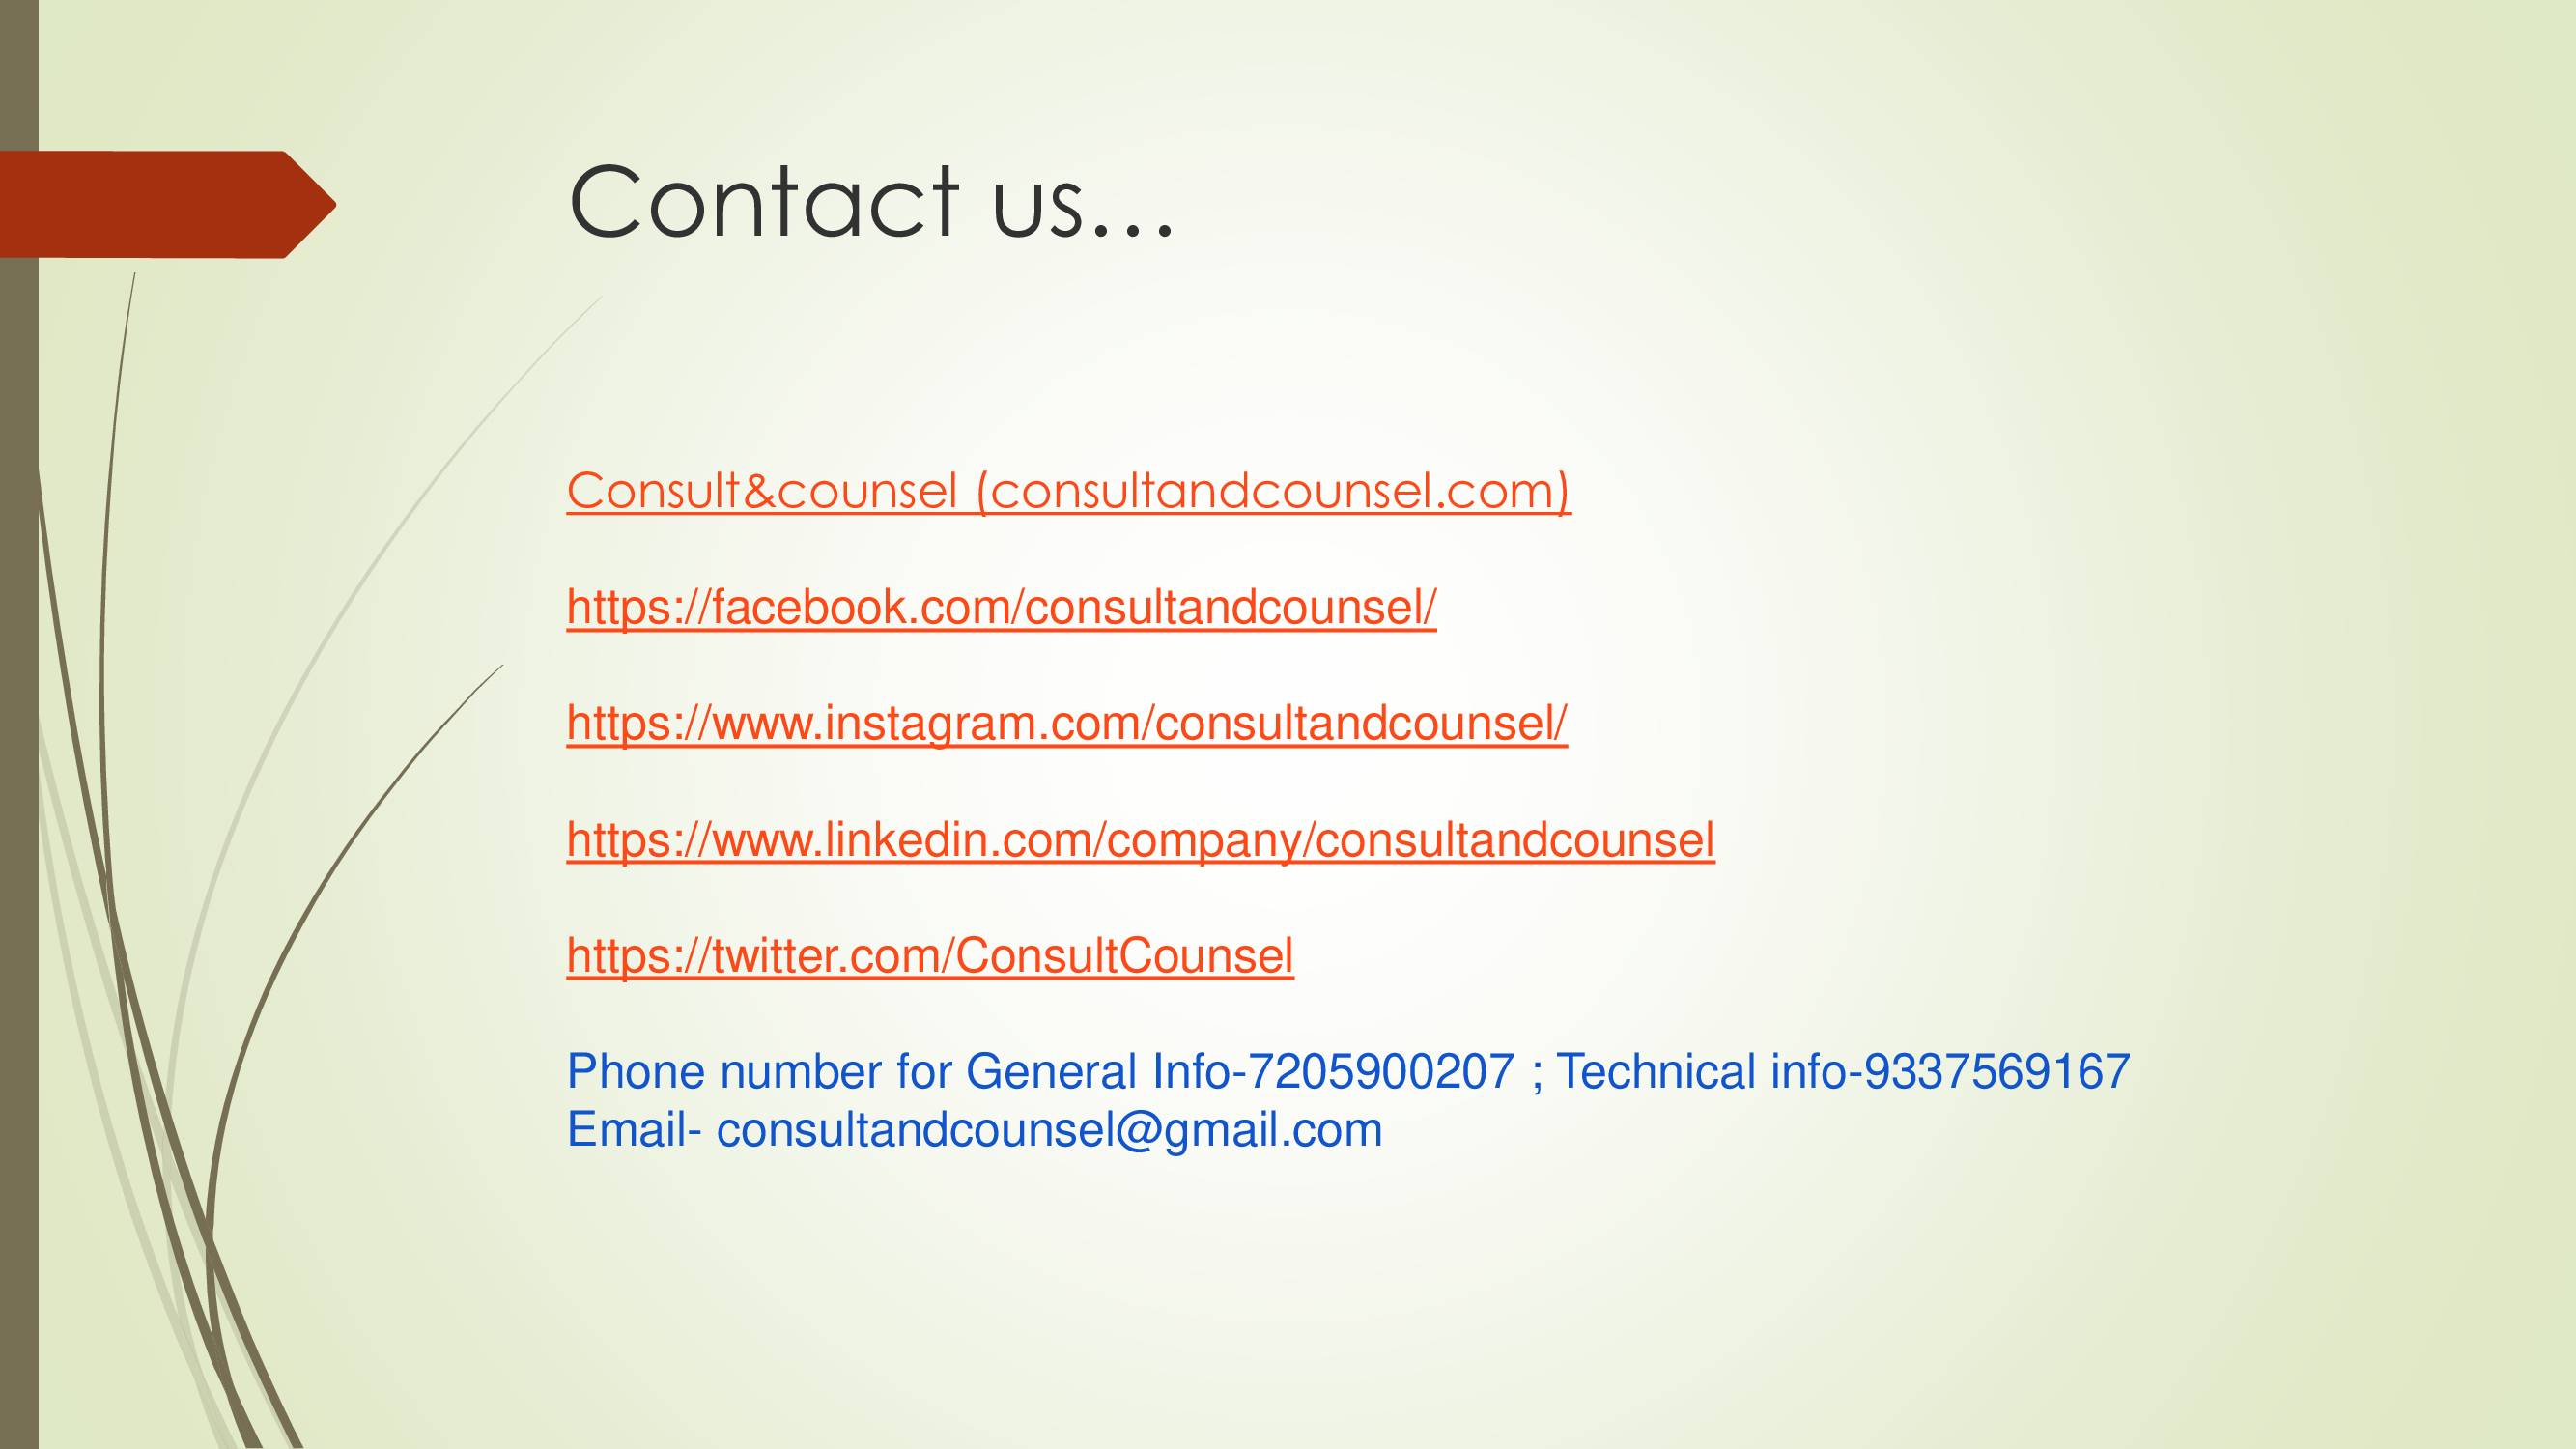 Contact us...
Consult&counsel (consultandcounsel.com)
https://facebook.com/consultandcounsel/
https://www.instagram.com/consultandcounsel/
https://www.linkedin.com/company/consultandcounsel
https://twitter.com/ConsultCounsel
Phone number for General Info-7205900207 ; Technical info-9337569167
Email- consultandcounsel@gmail.com